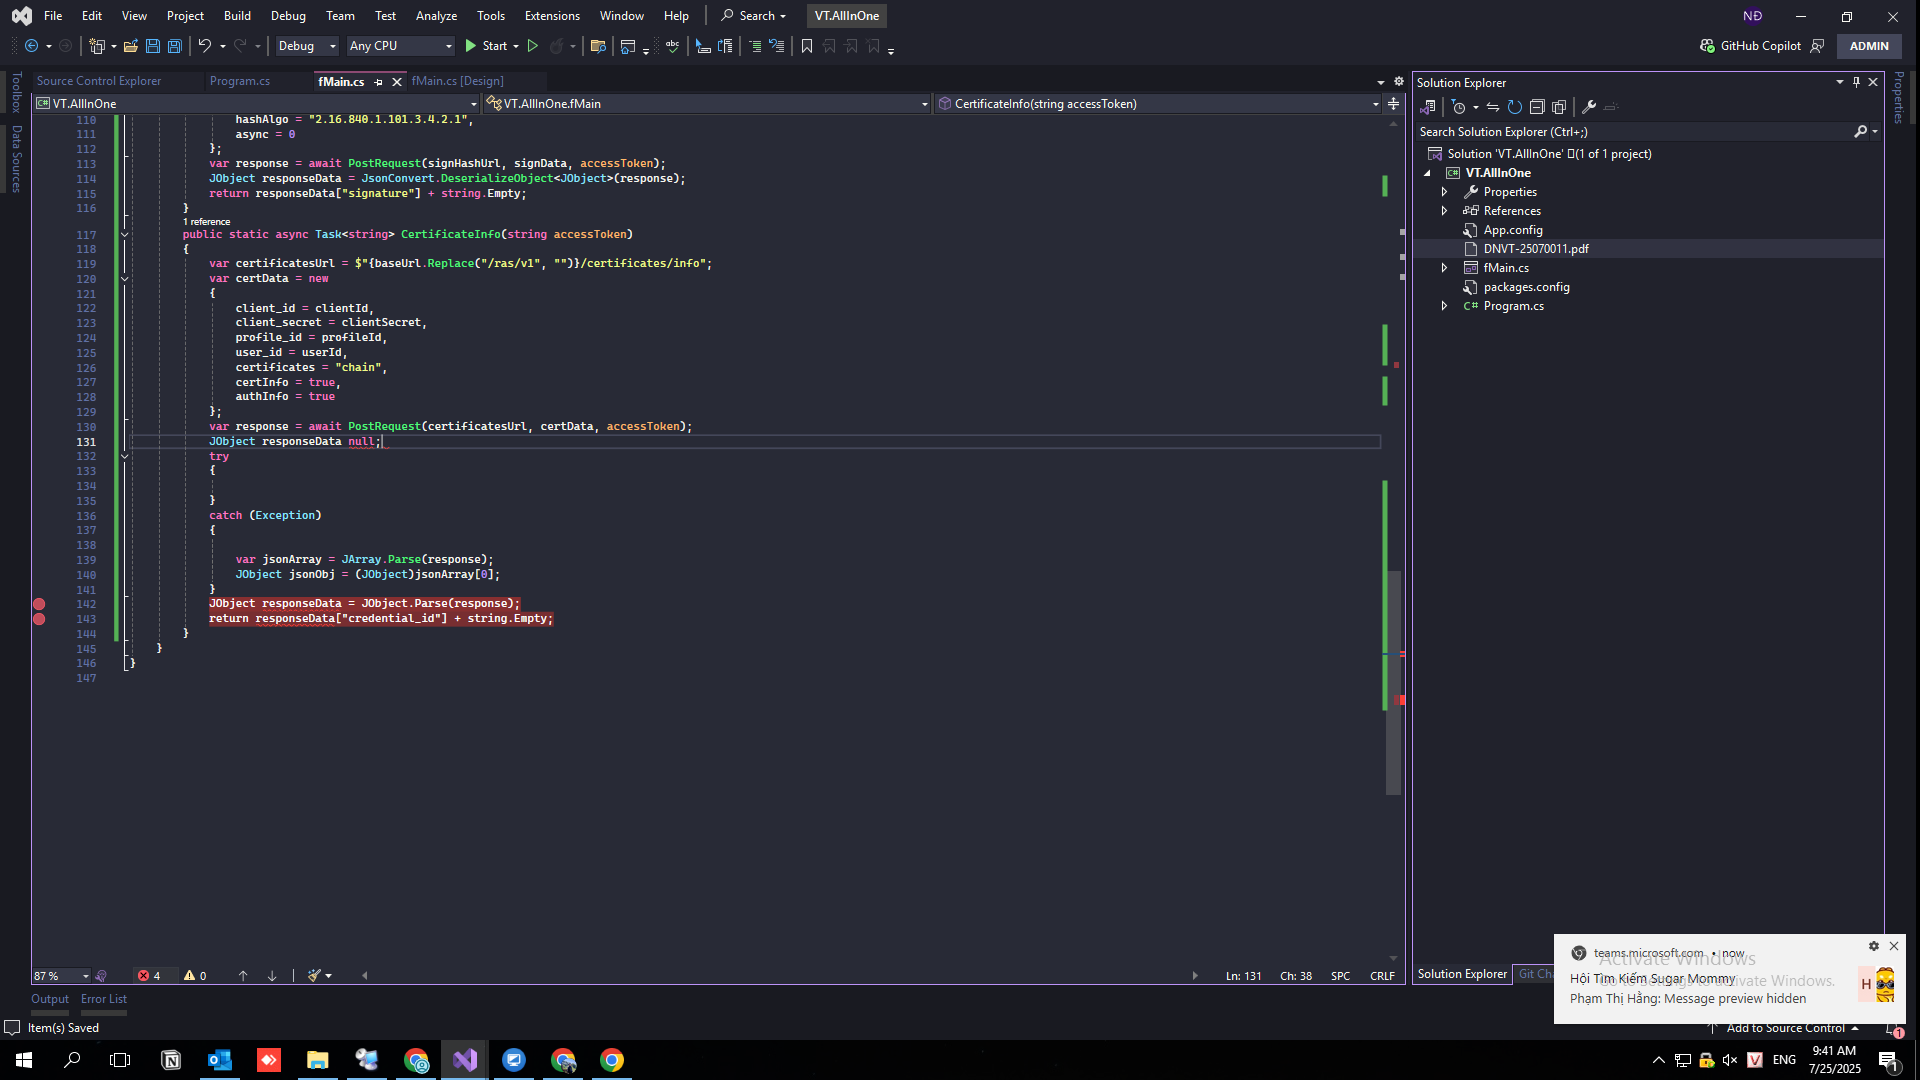 File Edit View Project Build Debug Team Test Analyze Tools Extensions Window Help Search VT.AllInOne NĐ
Debug Any CPU Start GitHub Copilot ADMIN
Toolbox
Data Sources
Source Control Explorer Program.cs fMain.cs fMain.cs [Design]
VT.AllInOne VT.AllInOne.fMain CertificateInfo(string accessToken)
110 hashAlgo = "2.16.840.1.101.3.4.2.1",
111 async = 0
112 };
113 var response = await PostRequest(signHashUrl, signData, accessToken);
114 JObject responseData = JsonConvert.DeserializeObject<JObject>(response);
115 return responseData["signature"] + string.Empty;
116 }
1 reference
117 public static async Task<string> CertificateInfo(string accessToken)
118 {
119 var certificatesUrl = $"{baseUrl.Replace("/ras/v1", "")}/certificates/info";
120 var certData = new
121 {
122 client_id = clientId,
123 client_secret = clientSecret,
124 profile_id = profileId,
125 user_id = userId,
126 certificates = "chain",
127 certInfo = true,
128 authInfo = true
129 };
130 var response = await PostRequest(certificatesUrl, certData, accessToken);
131 JObject responseData null;
132 try
133 {
134
135 }
136 catch (Exception)
137 {
138
139 var jsonArray = JArray.Parse(response);
140 JObject jsonObj = (JObject)jsonArray[0];
141 }
142 JObject responseData = JObject.Parse(response);
143 return responseData["credential_id"] + string.Empty;
144 }
145 }
146 }
147
87 % 4 0 Ln: 131 Ch: 38 SPC CRLF
Output Error List
Item(s) Saved
Solution Explorer
Search Solution Explorer (Ctrl+;)
Solution 'VT.AllInOne' (1 of 1 project)
VT.AllInOne
Properties
References
App.config
DNVT-25070011.pdf
fMain.cs
packages.config
Program.cs
Properties
Solution Explorer Git Ch
teams.microsoft.com • now
Activate Windows
Hội Tìm Kiếm Sugar Mommy
Go to Settings to activate Windows.
Phạm Thị Hằng: Message preview hidden
H
Add to Source Control
1
V ENG 9:41 AM
7/25/2025
1